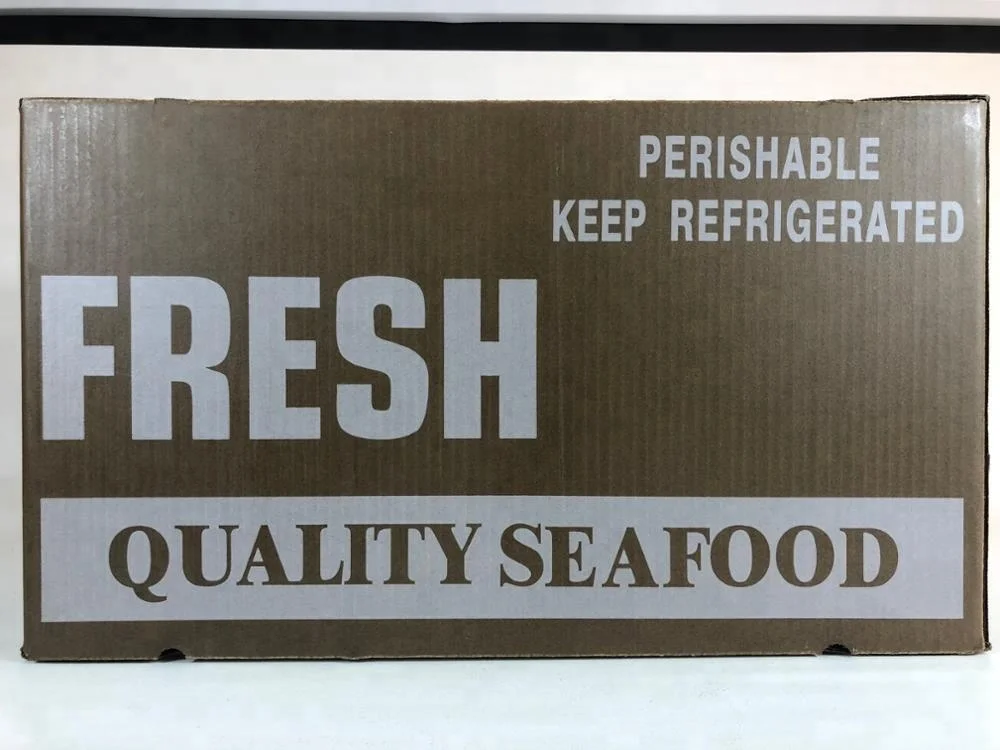 PERISHABLE
KEEP REFRIGERATED
FRESH
QUALITY SEAFOOD